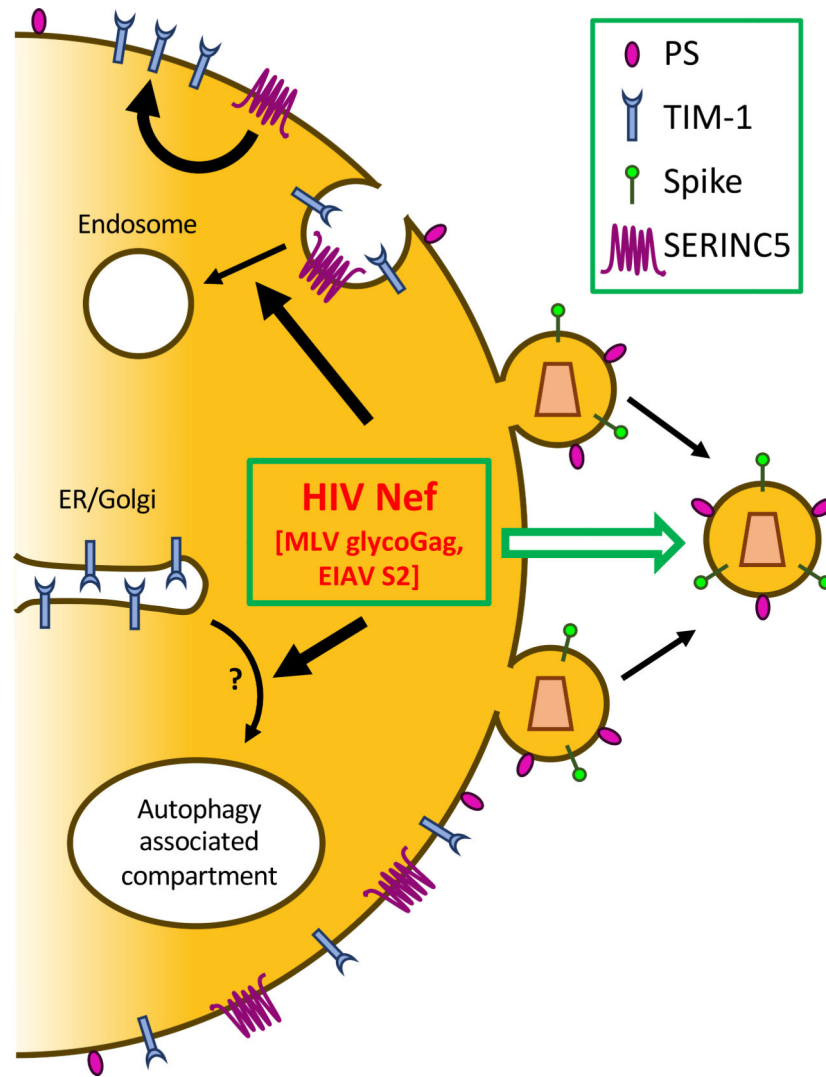 PS
TIM-1
Spike
SERINC5
Endosome
ER/Golgi
HIV Nef
[MLV glycoGag,
EIAV S2]
?
Autophagy
associated
compartment